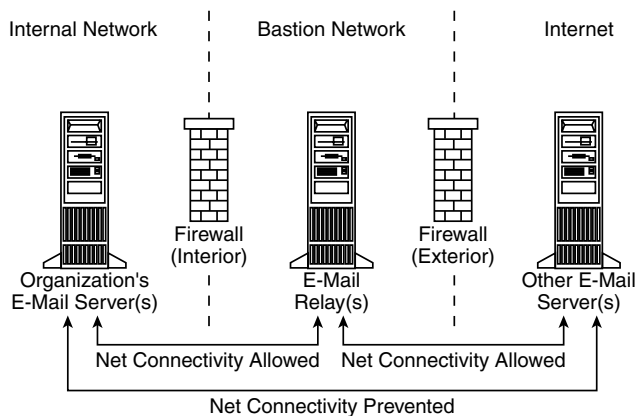 Internal Network
Bastion Network
Internet
Firewall
(Interior)
Firewall
(Exterior)
Organization's
E-Mail Server(s)
E-Mail
Relay(s)
Other E-Mail
Server(s)
Net Connectivity Allowed
Net Connectivity Allowed
Net Connectivity Prevented